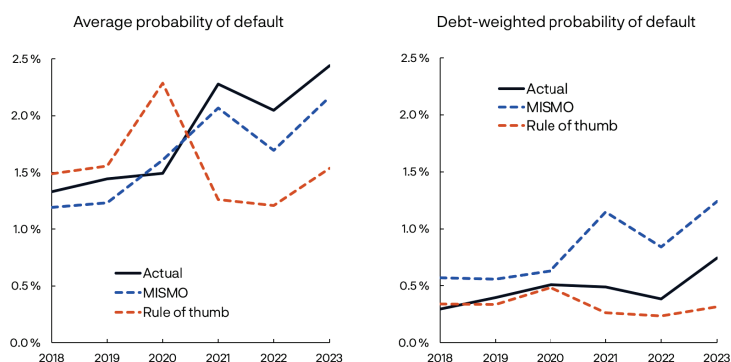 Average probability of default
2.5 %
2.0 %
1.5 %
1.0 %
0.5 %
0.0 %
Actual
MISMO
Rule of thumb
2018 2019 2020 2021 2022 2023
Debt-weighted probability of default
2.5 %
2.0 %
1.5 %
1.0 %
0.5 %
0.0 %
Actual
MISMO
Rule of thumb
2018 2019 2020 2021 2022 2023